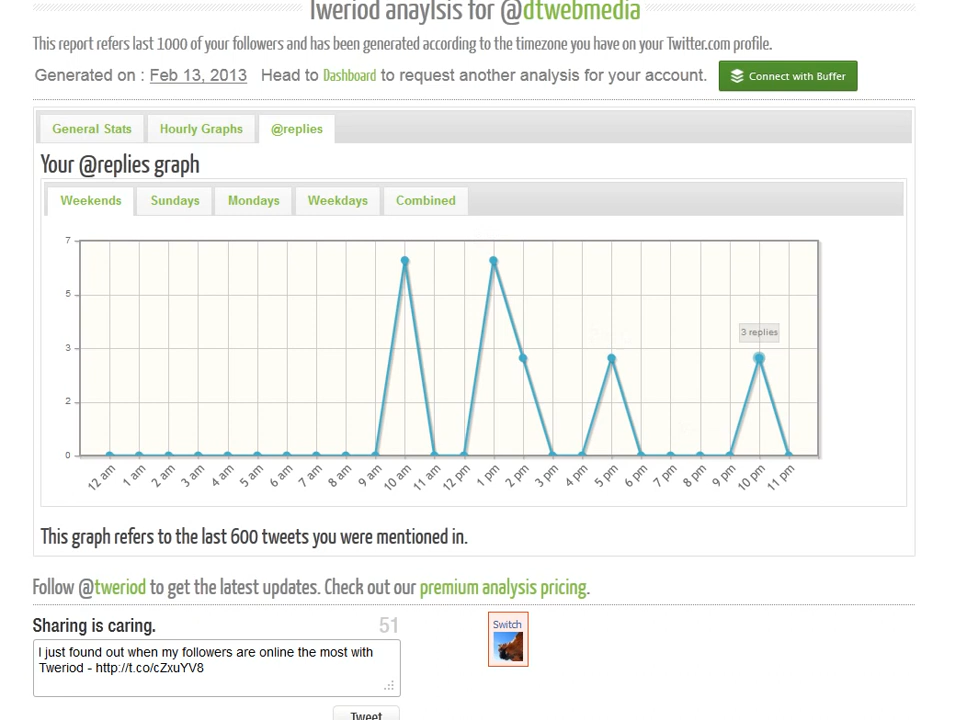 Tweriod anaylsis for @dtwebmedia
This report refers last 1000 of your followers and has been generated according to the timezone you have on your Twitter.com profile.
Generated on : Feb 13, 2013 Head to Dashboard to request another analysis for your account. Connect with Buffer
General Stats Hourly Graphs @replies
Your @replies graph
Weekends Sundays Mondays Weekdays Combined
7
5
3 replies
3
2
0
12 am 1 am 2 am 3 am 4 am 5 am 6 am 7 am 8 am 9 am 10 am 11 am 12 pm 1 pm 2 pm 3 pm 4 pm 5 pm 6 pm 7 pm 8 pm 9 pm 10 pm 11 pm
This graph refers to the last 600 tweets you were mentioned in.
Follow @tweriod to get the latest updates. Check out our premium analysis pricing.
Sharing is caring. 51
Switch
I just found out when my followers are online the most with
Tweriod - http://t.co/cZxuYV8
Tweet